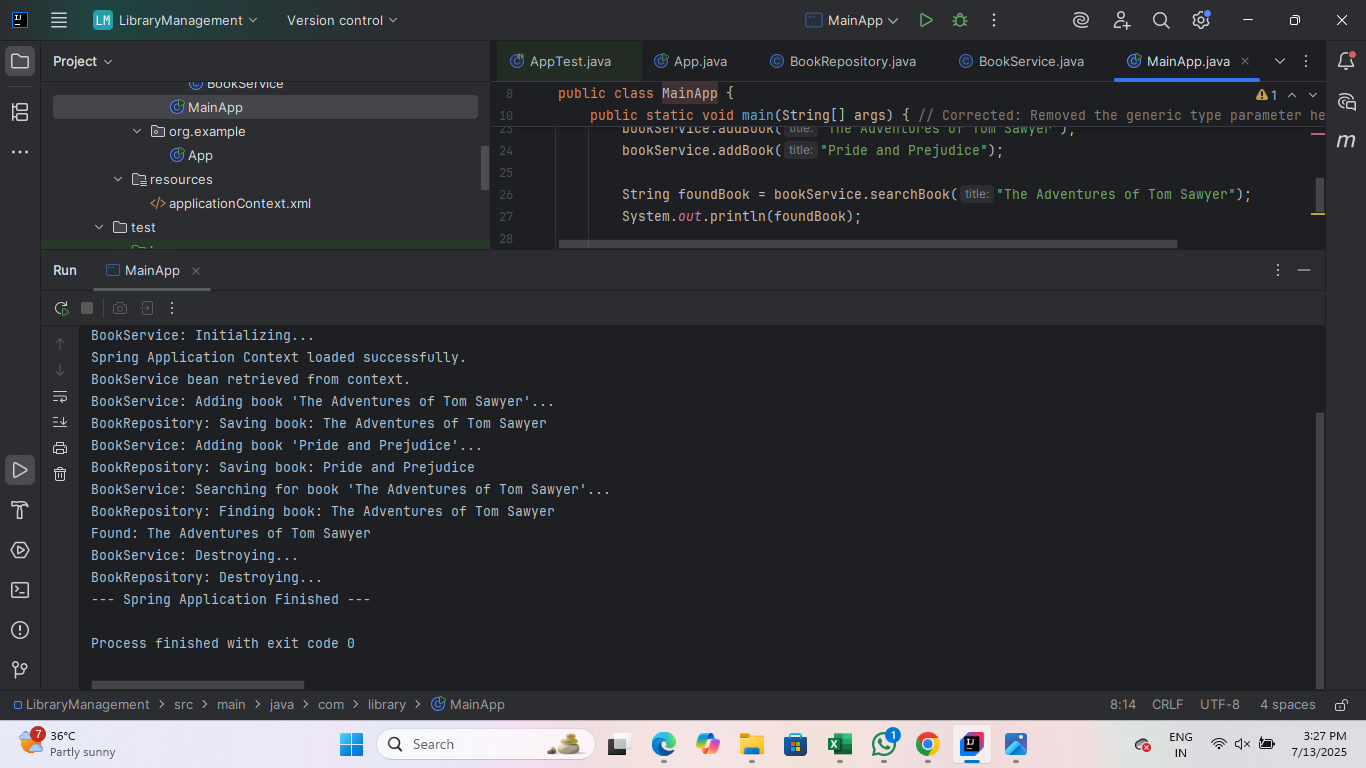 LM LibraryManagement Version control MainApp
Project
AppTest.java App.java BookRepository.java BookService.java MainApp.java
BookService
MainApp
org.example
App
resources
applicationContext.xml
test
8 public class MainApp { 1
10 public static void main(String[] args) { // Corrected: Removed the generic type parameter he
23 bookService.addBook( title: "The Adventures of Tom Sawyer");
24 bookService.addBook( title: "Pride and Prejudice");
25
26 String foundBook = bookService.searchBook( title: "The Adventures of Tom Sawyer");
27 System.out.println(foundBook);
28
m
Run MainApp
BookService: Initializing...
Spring Application Context loaded successfully.
BookService bean retrieved from context.
BookService: Adding book 'The Adventures of Tom Sawyer'...
BookRepository: Saving book: The Adventures of Tom Sawyer
BookService: Adding book 'Pride and Prejudice'...
BookRepository: Saving book: Pride and Prejudice
BookService: Searching for book 'The Adventures of Tom Sawyer'...
BookRepository: Finding book: The Adventures of Tom Sawyer
Found: The Adventures of Tom Sawyer
BookService: Destroying...
BookRepository: Destroying...
--- Spring Application Finished ---
Process finished with exit code 0
LibraryManagement > src > main > java > com > library > MainApp 8:14 CRLF UTF-8 4 spaces
7 36°C
Partly sunny
Search
1
ENG
IN
3:27 PM
7/13/2025